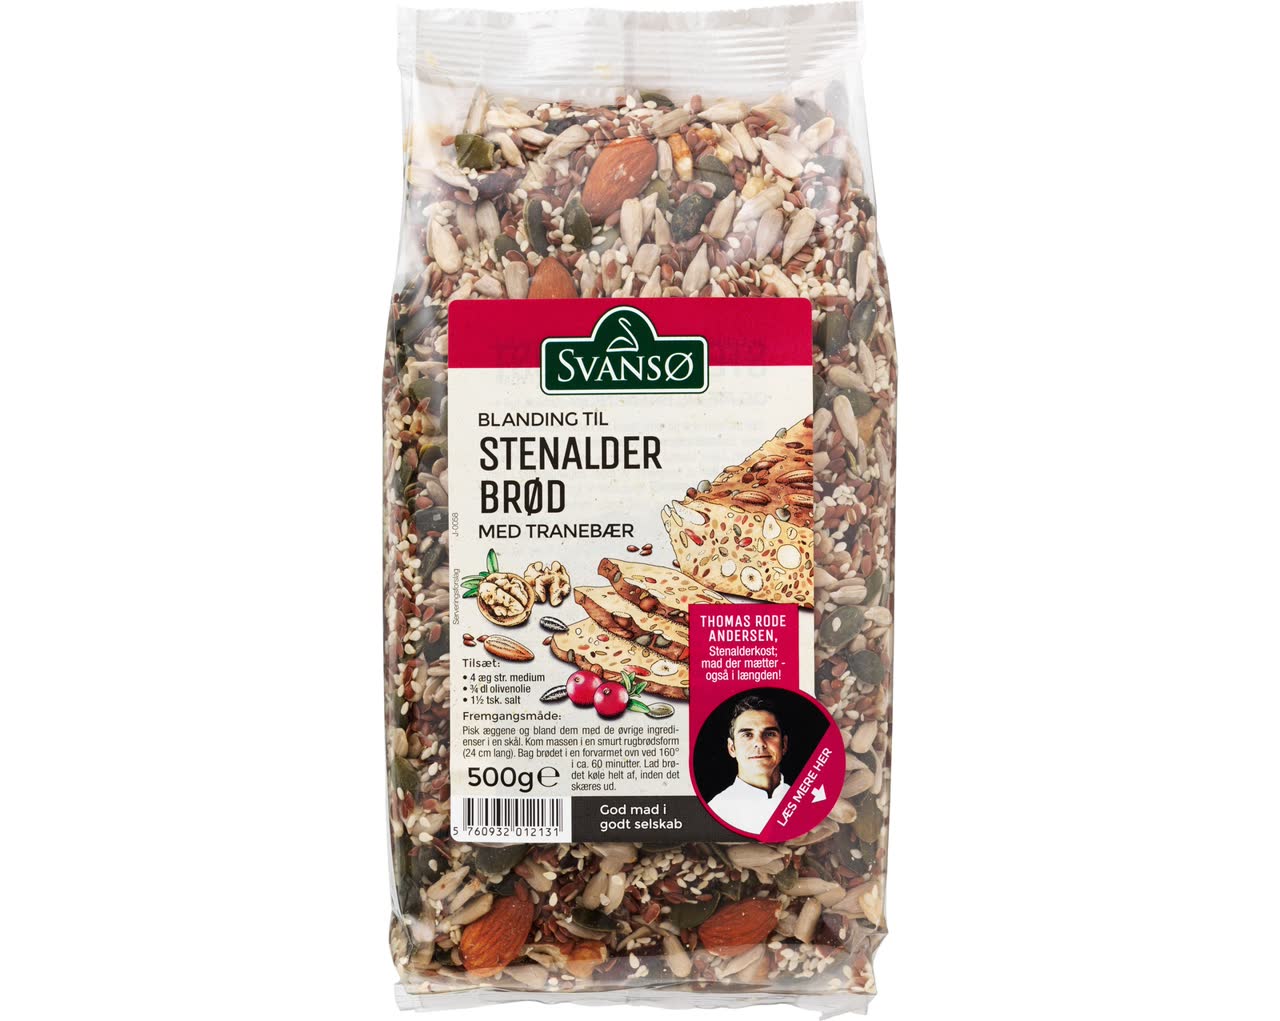 SVANSØ
BLANDING TIL
STENALDER
BRØD
MED TRANEBÆR
Serveringsforslag J-0058
THOMAS RODE
ANDERSEN,
Stenalderkost;
mad der mætter -
også i længden!
LÆS MERE HER
Tilsæt:
• 4 æg str. medium
• ¾ dl olivenolie
• 1½ tsk. salt
Fremgangsmåde:
Pisk æggene og bland dem med de øvrige ingredi-
enser i en skål. Kom massen i en smurt rugbrødsform
(24 cm lang). Bag brødet i en forvarmet ovn ved 160°
i ca. 60 minutter. Lad brø-
det køle helt af, inden det
skæres ud.
500g℮
5 760932 012131
God mad i
godt selskab